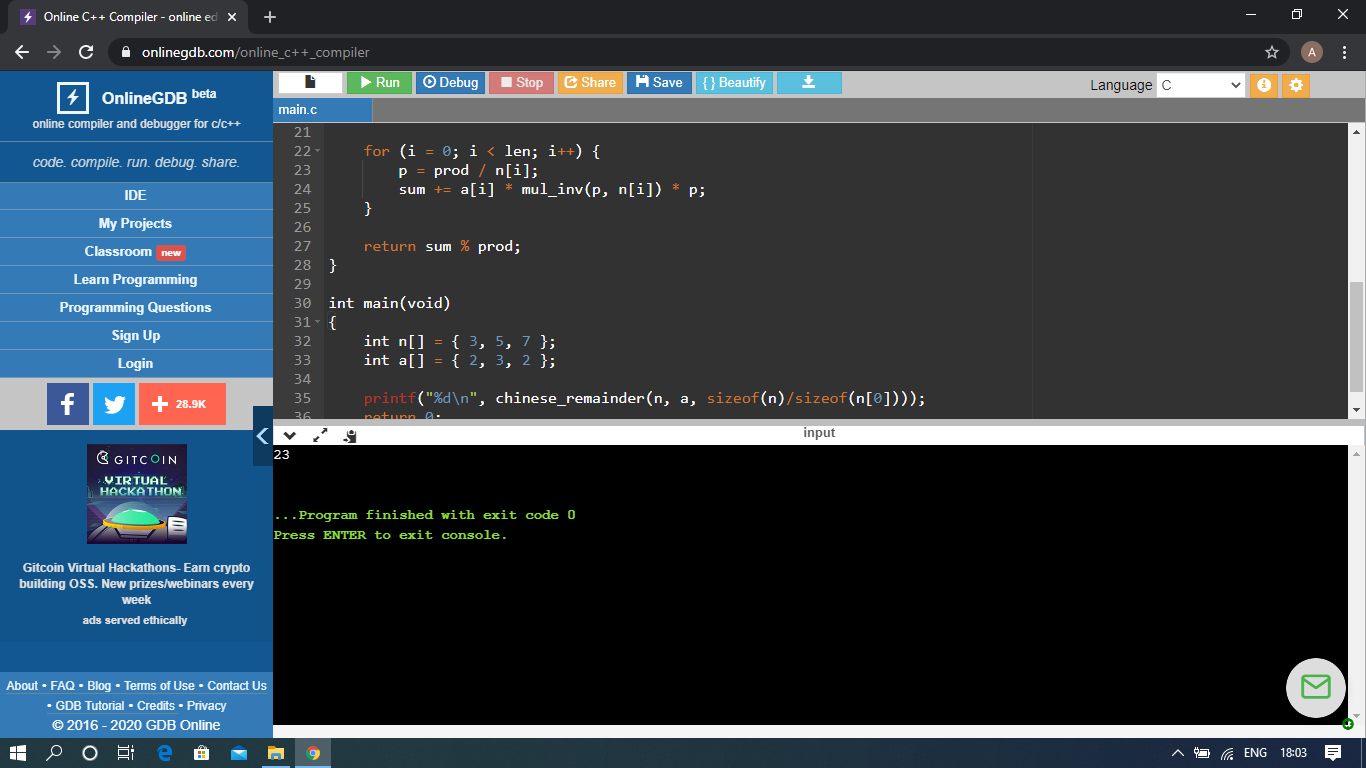 Online C++ Compiler - online ed
onlinegdb.com/online_c++_compiler
OnlineGDB beta
online compiler and debugger for c/c++
code. compile. run. debug. share.
IDE
My Projects
Classroom new
Learn Programming
Programming Questions
Sign Up
Login
28.9K
GITCOIN
VIRTUAL
HACKATHON
Gitcoin Virtual Hackathons- Earn crypto
building OSS. New prizes/webinars every
week
ads served ethically
About • FAQ • Blog • Terms of Use • Contact Us
• GDB Tutorial • Credits • Privacy
© 2016 - 2020 GDB Online
Run Debug Stop Share Save { } Beautify
Language C
main.c
21
22 for (i = 0; i < len; i++) {
23 p = prod / n[i];
24 sum += a[i] * mul_inv(p, n[i]) * p;
25 }
26
27 return sum % prod;
28 }
29
30 int main(void)
31 {
32 int n[] = { 3, 5, 7 };
33 int a[] = { 2, 3, 2 };
34
35 printf("%d\n", chinese_remainder(n, a, sizeof(n)/sizeof(n[0])));
36 return 0;
input
23
...Program finished with exit code 0
Press ENTER to exit console.
A
ENG 18:03